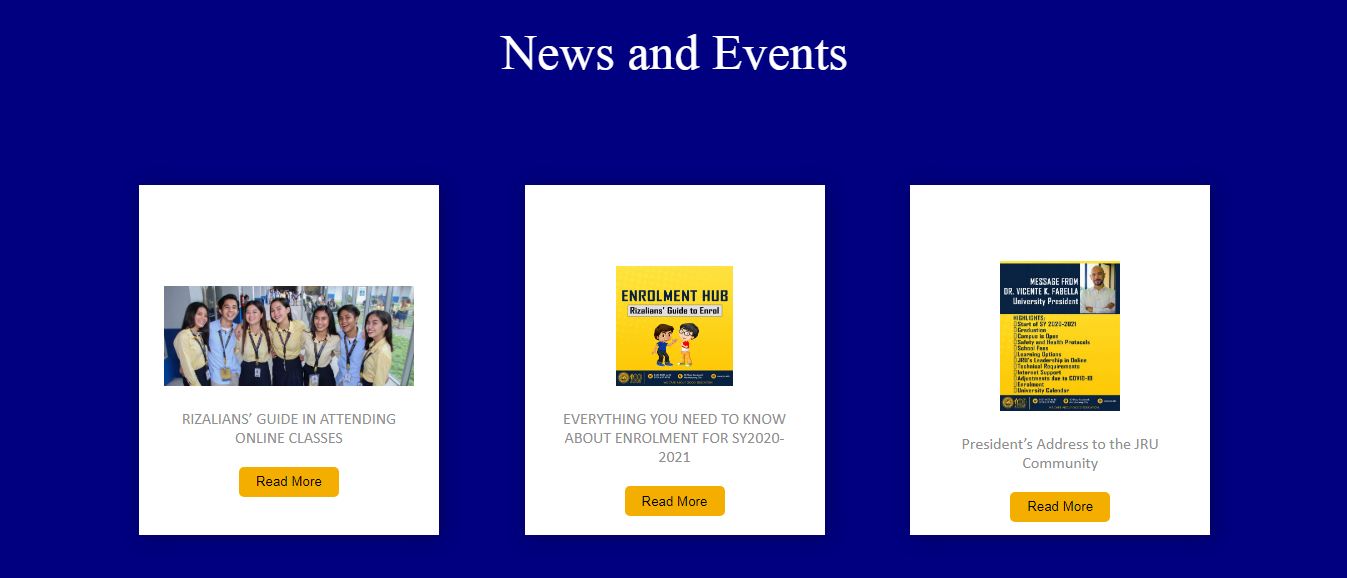 News and Events
ENROLMENT HUB
Rizalians' Guide to Enrol
RIZALIANS’ GUIDE IN ATTENDING
ONLINE CLASSES
Read More
EVERYTHING YOU NEED TO KNOW
ABOUT ENROLMENT FOR SY2020-
2021
Read More
MESSAGE FROM
DR. VICENTE K. FABELLA
University President
HIGHLIGHTS:
Start of SY 2020-2021
Graduation
Campus is Open
Safety and Health Protocols
School Fees
Learning Options
JRU's Leadership in Online
Technical Requirements
Internet Support
Adjustments due to COVID-19
Enrolment
University Calendar
President’s Address to the JRU
Community
Read More